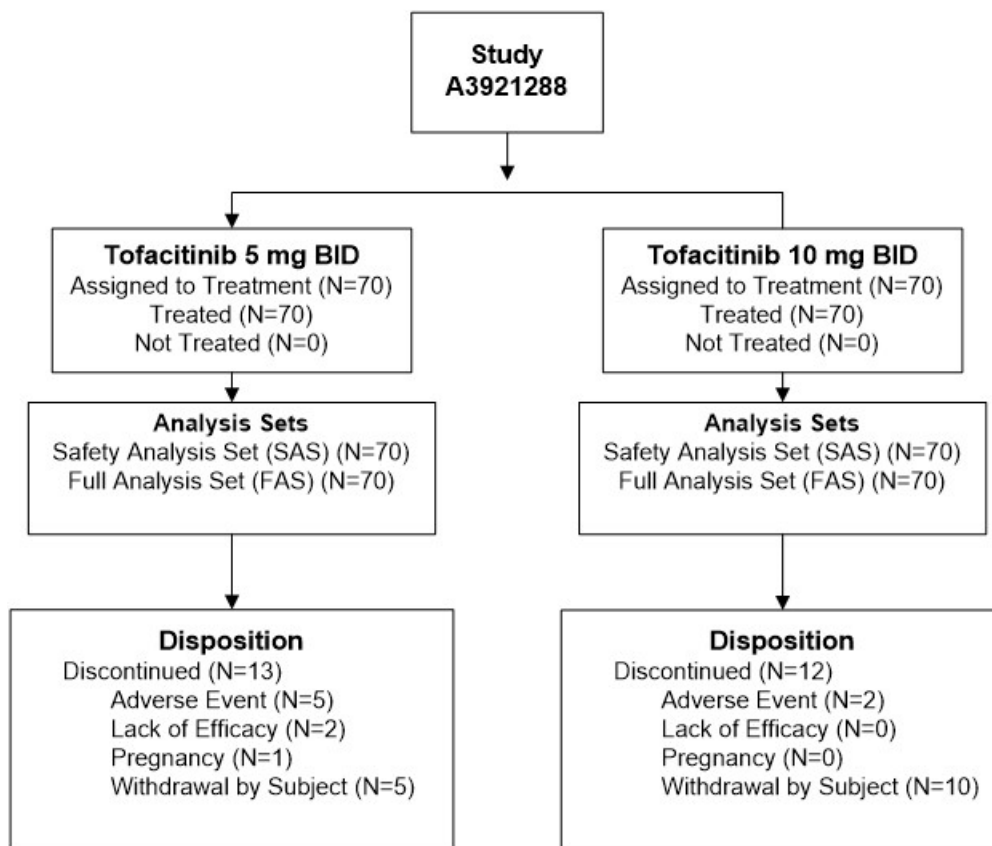 Study
A3921288
Tofacitinib 5 mg BID
Assigned to Treatment (N=70)
Treated (N=70)
Not Treated (N=0)
Tofacitinib 10 mg BID
Assigned to Treatment (N=70)
Treated (N=70)
Not Treated (N=0)
Analysis Sets
Safety Analysis Set (SAS) (N=70)
Full Analysis Set (FAS) (N=70)
Analysis Sets
Safety Analysis Set (SAS) (N=70)
Full Analysis Set (FAS) (N=70)
Disposition
Discontinued (N=13)
Adverse Event (N=5)
Lack of Efficacy (N=2)
Pregnancy (N=1)
Withdrawal by Subject (N=5)
Disposition
Discontinued (N=12)
Adverse Event (N=2)
Lack of Efficacy (N=0)
Pregnancy (N=0)
Withdrawal by Subject (N=10)